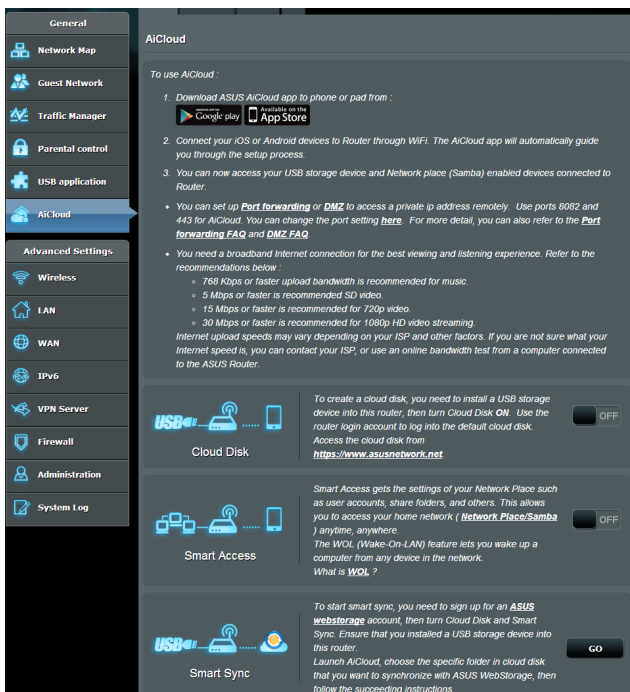 General
Network Map
Guest Network
Traffic Manager
Parental control
USB application
AiCloud
Advanced Settings
Wireless
LAN
WAN
IPv6
VPN Server
Firewall
Administration
System Log
AiCloud
To use AiCloud :
1. Download ASUS AiCloud app to phone or pad from :
ANDROID APP ON
Google play
Available on the
App Store
2. Connect your iOS or Android devices to Router through WiFi. The AiCloud app will automatically guide
you through the setup process.
3. You can now access your USB storage device and Network place (Samba) enabled devices connected to
Router.
• You can set up Port forwarding or DMZ to access a private ip address remotely. Use ports 8082 and
443 for AiCloud. You can change the port setting here. For more detail, you can also refer to the Port
forwarding FAQ and DMZ FAQ.
• You need a broadband Internet connection for the best viewing and listening experience. Refer to the
recommendations below :
○ 768 Kbps or faster upload bandwidth is recommended for music.
○ 5 Mbps or faster is recommended SD video.
○ 15 Mbps or faster is recommended for 720p video.
○ 30 Mbps or faster is recommended for 1080p HD video streaming.
Internet upload speeds may vary depending on your ISP and other factors. If you are not sure what your
Internet speed is, you can contact your ISP, or use an online bandwidth test from a computer connected
to the ASUS Router.
USB
Cloud Disk
To create a cloud disk, you need to install a USB storage
device into this router, then turn Cloud Disk ON. Use the
router login account to log into the default cloud disk.
Access the cloud disk from
https://www.asusnetwork.net.
OFF
Smart Access
Smart Access gets the settings of your Network Place such
as user accounts, share folders, and others. This allows
you to access your home network ( Network Place/Samba
) anytime, anywhere.
The WOL (Wake-On-LAN) feature lets you wake up a
computer from any device in the network.
What is WOL ?
OFF
USB
Smart Sync
To start smart sync, you need to sign up for an ASUS
webstorage account, then turn Cloud Disk and Smart
Sync. Ensure that you installed a USB storage device into
this router.
Launch AiCloud, choose the specific folder in cloud disk
that you want to synchronize with ASUS WebStorage, then
follow the succeeding instructions.
GO